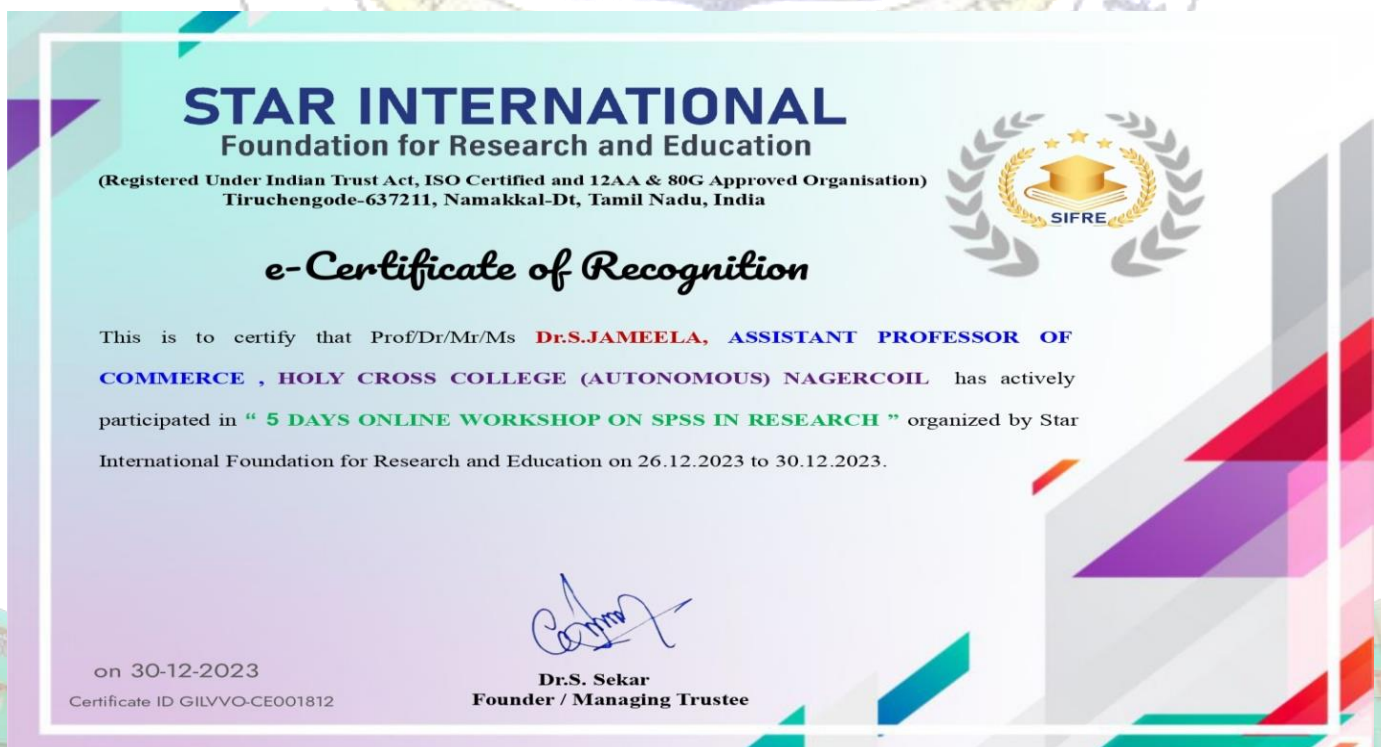 STAR INTERNATIONAL
Foundation for Research and Education
(Registered Under Indian Trust Act, ISO Certified and 12AA & 80G Approved Organisation)
Tiruchengode-637211, Namakkal-Dt, Tamil Nadu, India
SIFRE
e-Certificate of Recognition
This is to certify that Prof/Dr/Mr/Ms Dr.S.JAMEELA, ASSISTANT PROFESSOR OF
COMMERCE , HOLY CROSS COLLEGE (AUTONOMOUS) NAGERCOIL has actively
participated in “ 5 DAYS ONLINE WORKSHOP ON SPSS IN RESEARCH ” organized by Star
International Foundation for Research and Education on 26.12.2023 to 30.12.2023.
on 30-12-2023
Certificate ID GILVVO-CE001812
Dr.S. Sekar
Founder / Managing Trustee